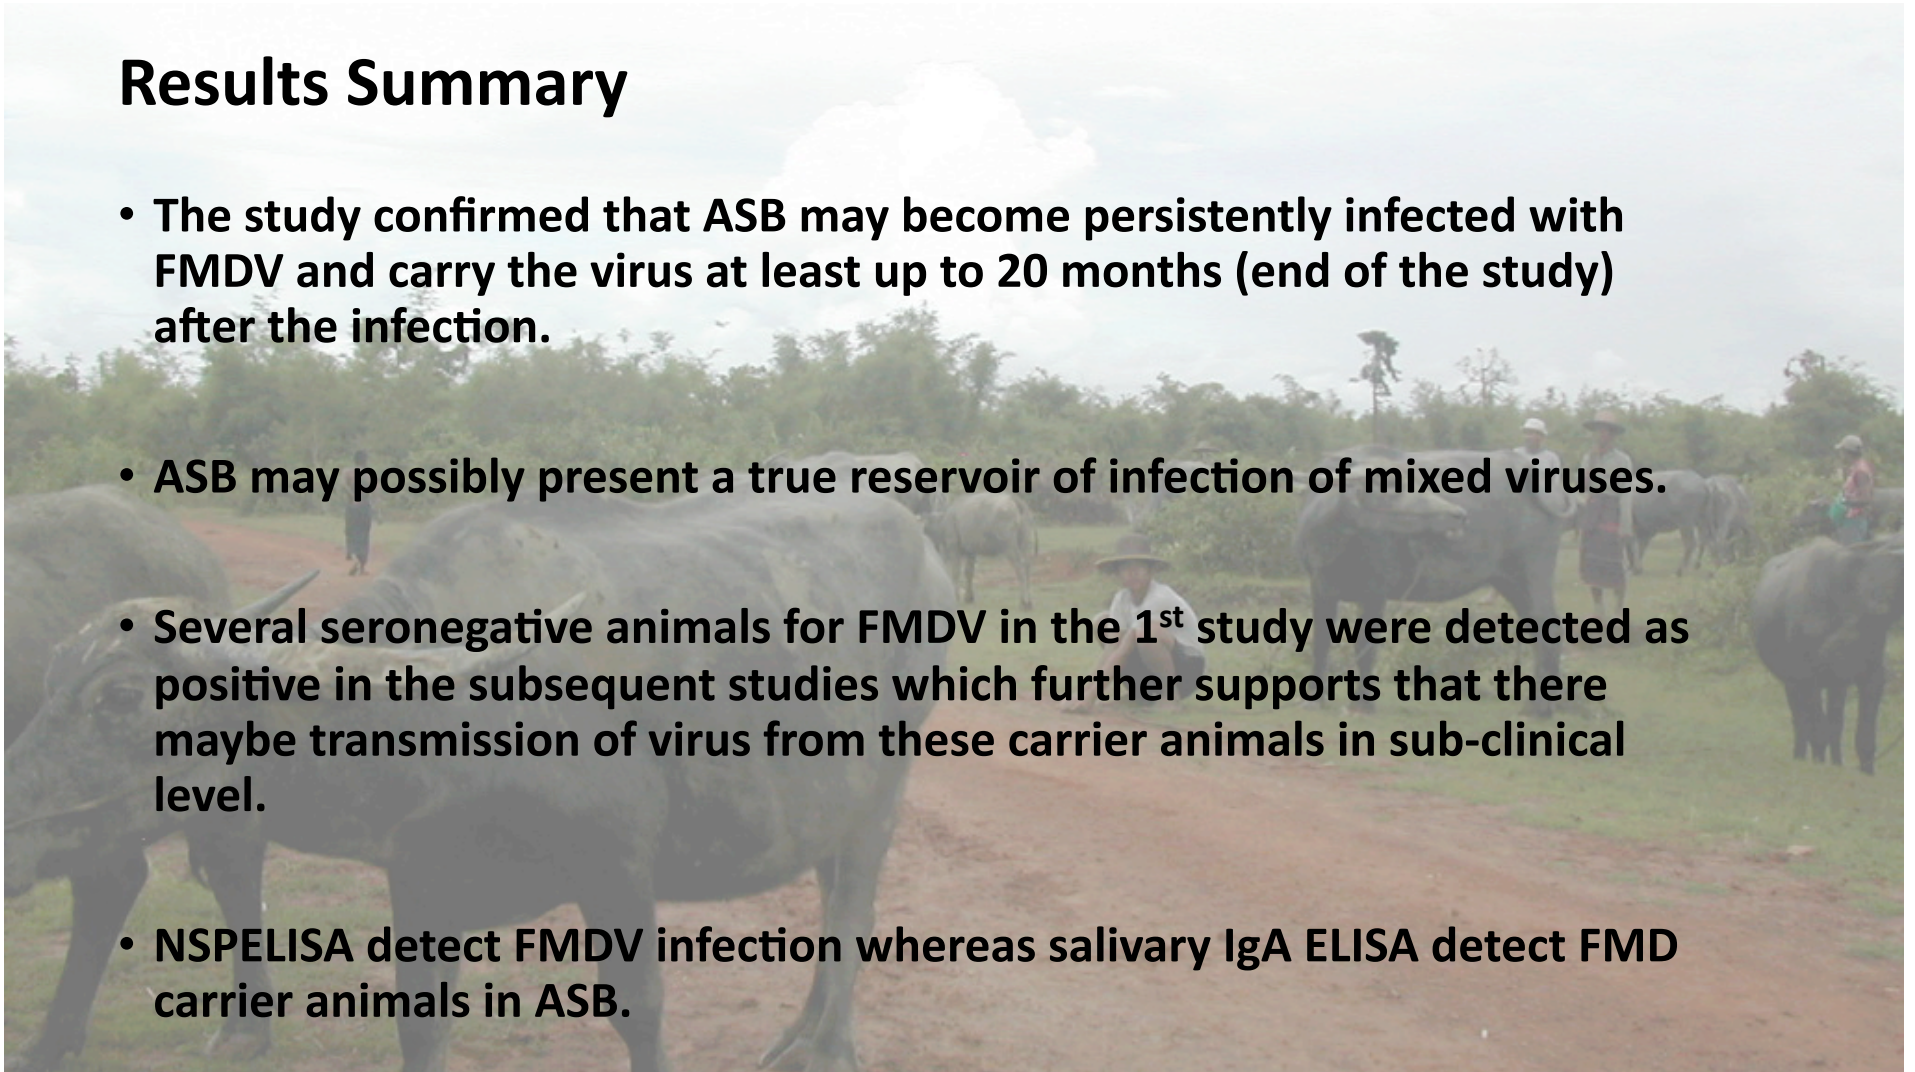 Results Summary
• The study confirmed that ASB may become persistently infected with
FMDV and carry the virus at least up to 20 months (end of the study)
after the infection.
• ASB may possibly present a true reservoir of infection of mixed viruses.
• Several seronegative animals for FMDV in the 1st study were detected as
positive in the subsequent studies which further supports that there
maybe transmission of virus from these carrier animals in sub-clinical
level.
• NSPELISA detect FMDV infection whereas salivary IgA ELISA detect FMD
carrier animals in ASB.